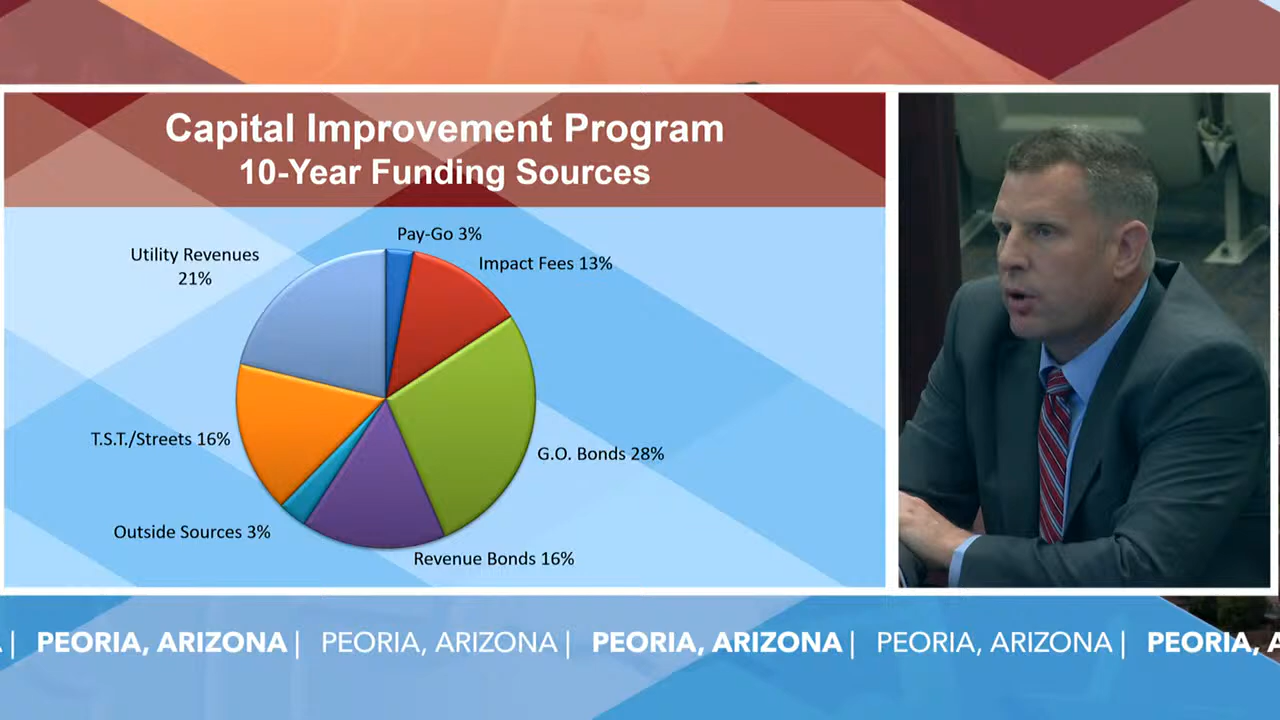 Capital Improvement Program
10-Year Funding Sources
Pay-Go 3%
Utility Revenues
21%
Impact Fees 13%
T.S.T./Streets 16%
G.O. Bonds 28%
Outside Sources 3%
Revenue Bonds 16%
A | PEORIA, ARIZONA | PEORIA, ARIZONA | PEORIA, ARIZONA | PEORIA, ARIZONA | PEORIA, A